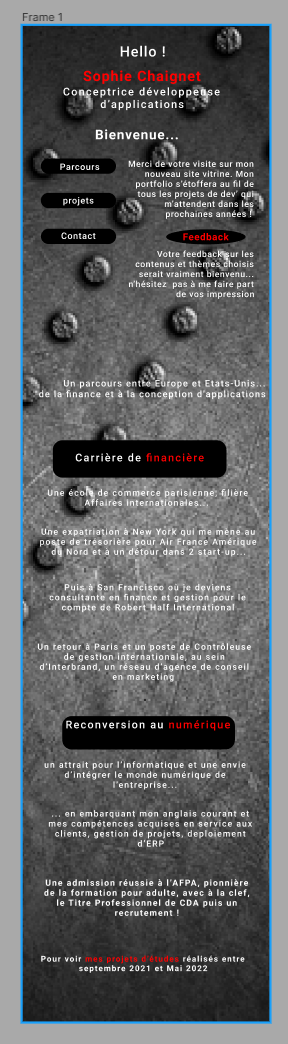 Frame 1
Hello !
Sophie Chaignet
Conceptrice développeuse
d'applications
Bienvenue...
Parcours
projets
Contact
Merci de votre visite sur mon
nouveau site vitrine. Mon
portfolio s'étoffera au fil de
tous les projets de dev' qui
m'attendent dans les
prochaines années !
Feedback
Votre feedback sur les
contenus et thèmes choisis
serait vraiment bienvenu...
n'hésitez pas à me faire part
de vos impression
Un parcours entre Europe et Etats-Unis...
de la finance et à la conception d'applications
Carrière de financière
Une école de commerce parisienne, filière
Affaires Internationales...
Une expatriation à New York qui me mène au
poste de trésorière pour Air France Amérique
du Nord et à un détour dans 2 start-up...
Puis à San Francisco où je deviens
consultante en finance et gestion pour le
compte de Robert Half International
Un retour à Paris et un poste de Contrôleuse
de gestion internationale, au sein
d'Interbrand, un réseau d'agence de conseil
en marketing
Reconversion au numérique
un attrait pour l'informatique et une envie
d'intégrer le monde numérique de
l'entreprise...
... en embarquant mon anglais courant et
mes compétences acquises en service aux
clients, gestion de projets, deploiement
d'ERP
Une admission réussie à l'AFPA, pionnière
de la formation pour adulte, avec à la clef,
le Titre Professionnel de CDA puis un
recrutement !
Pour voir mes projets d'études réalisés entre
septembre 2021 et Mai 2022